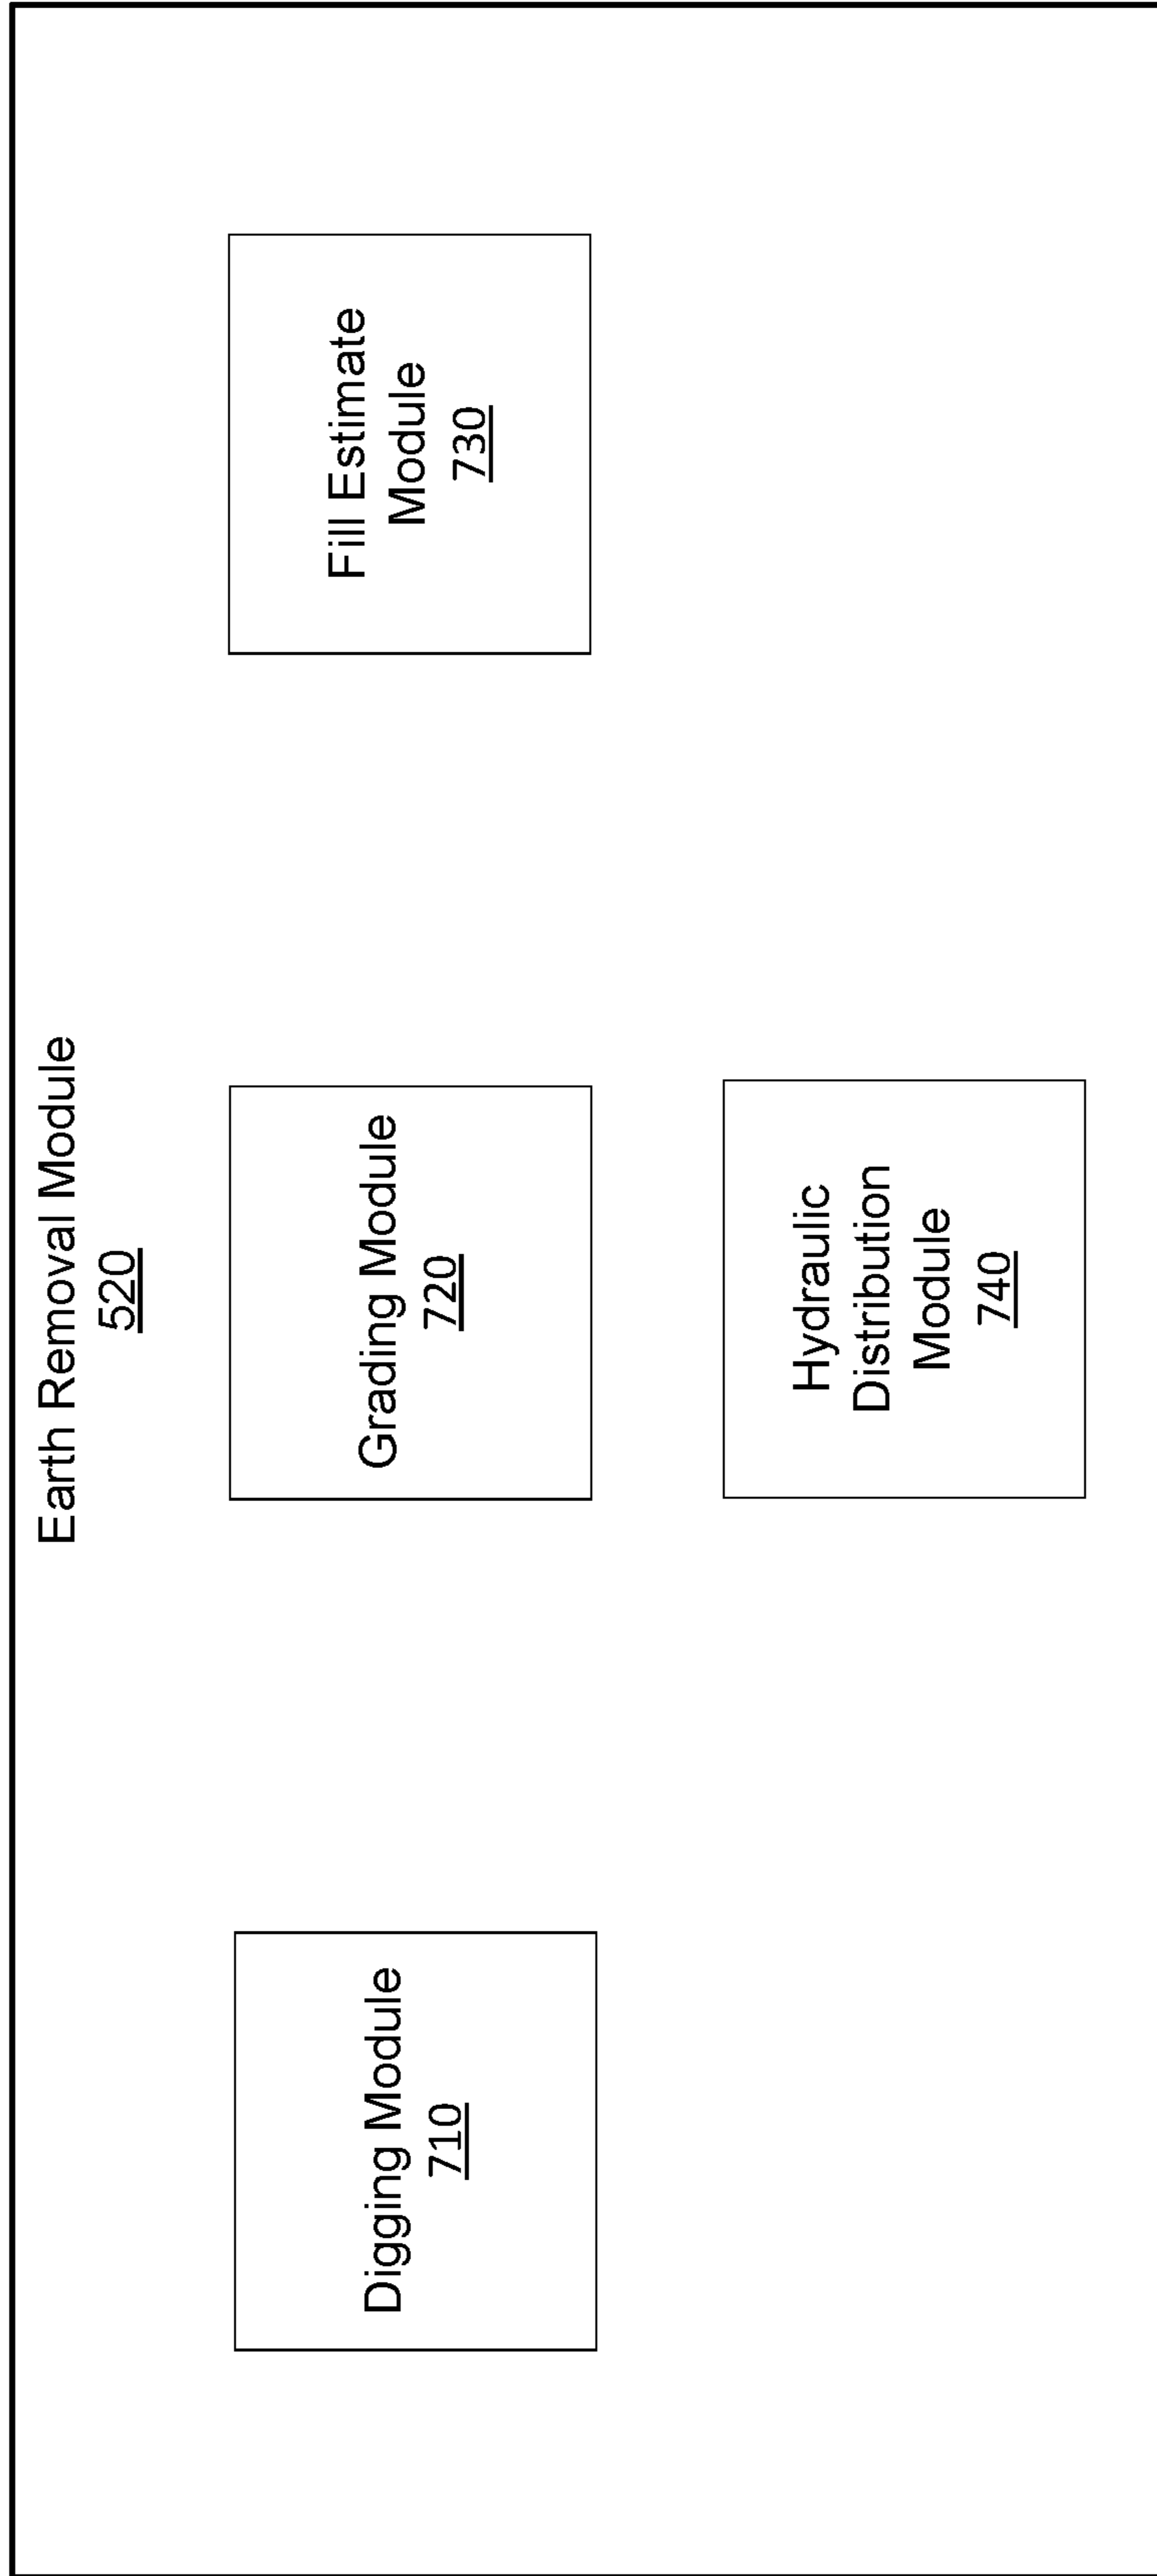 Earth Removal Module
520
Digging Module
710
Grading Module
720
Fill Estimate
Module
730
Hydraulic
Distribution
Module
740